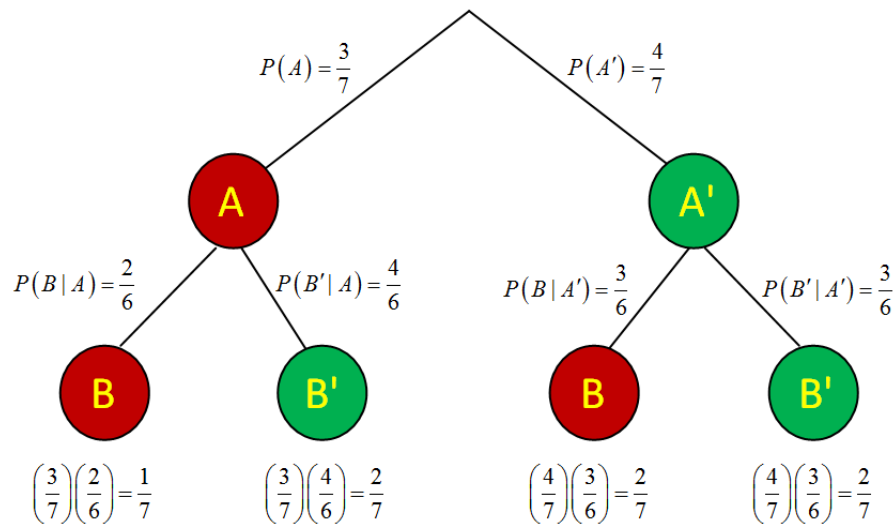 P(A) = 3/7 P(A′) = 4/7
A A'
P(B | A) = 2/6 P(B′ | A) = 4/6 P(B | A′) = 3/6 P(B′ | A′) = 3/6
B B' B B'
(3/7)(2/6) = 1/7 (3/7)(4/6) = 2/7 (4/7)(3/6) = 2/7 (4/7)(3/6) = 2/7